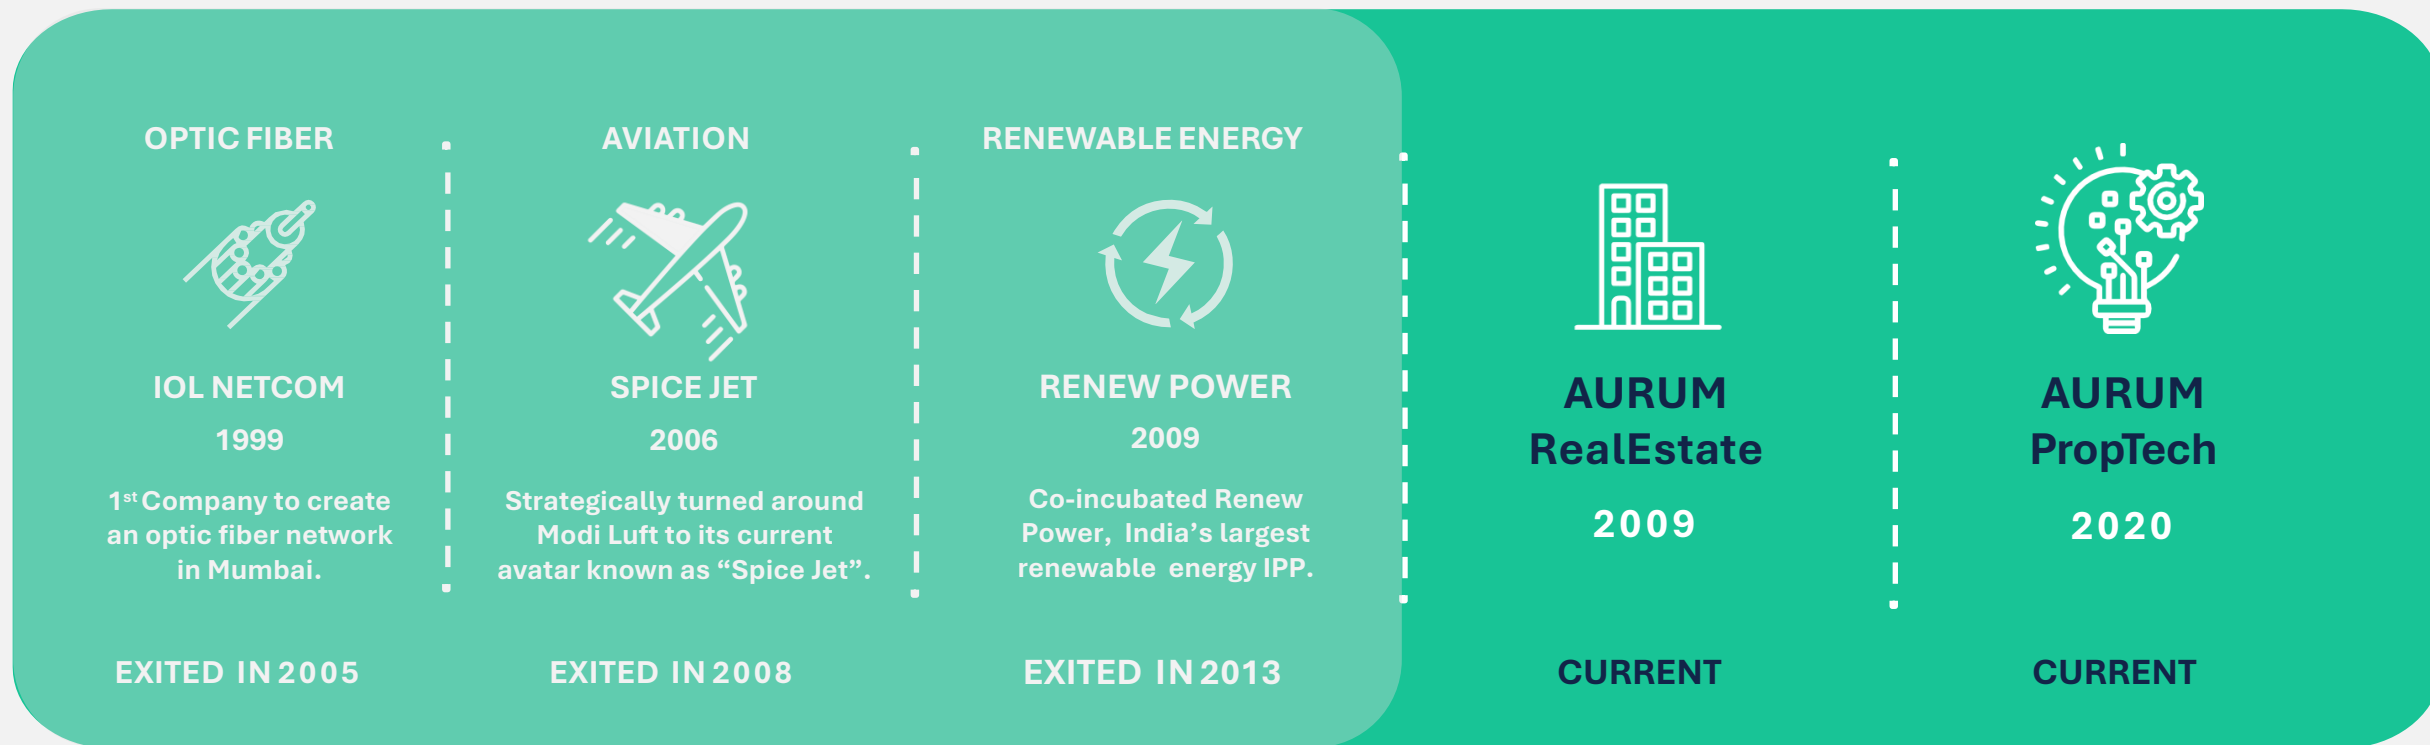 OPTIC FIBER
IOL NETCOM
1999
1st Company to create
an optic fiber network
in Mumbai.
EXITED IN 2005
AVIATION
SPICE JET
2006
Strategically turned around
Modi Luft to its current
avatar known as “Spice Jet”.
EXITED IN 2008
RENEWABLE ENERGY
RENEW POWER
2009
Co-incubated Renew
Power, India’s largest
renewable energy IPP.
EXITED IN 2013
AURUM
RealEstate
2009
CURRENT
AURUM
PropTech
2020
CURRENT